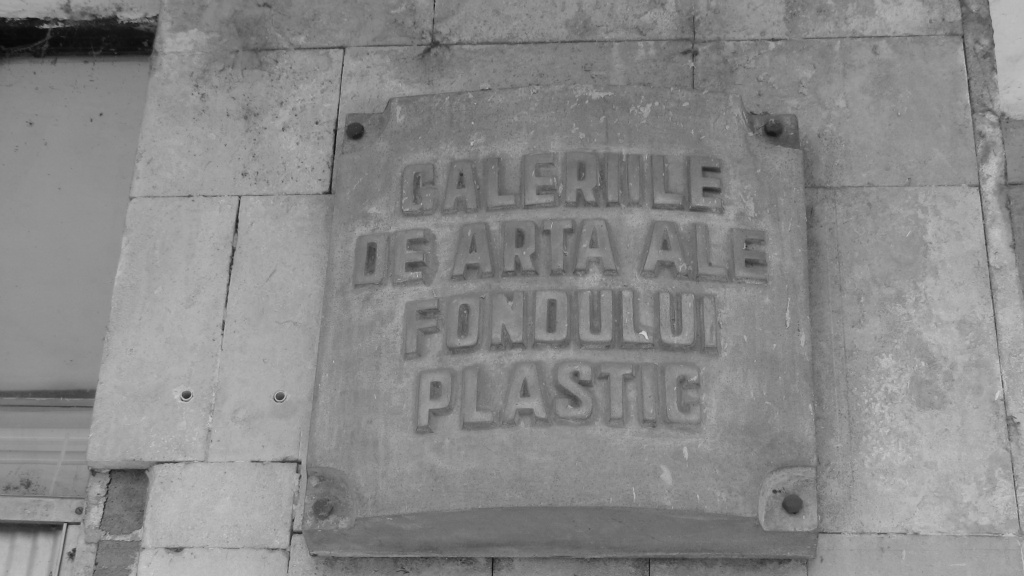 GALERIILE
DE ARTA ALE
FONDULUI
PLASTIC